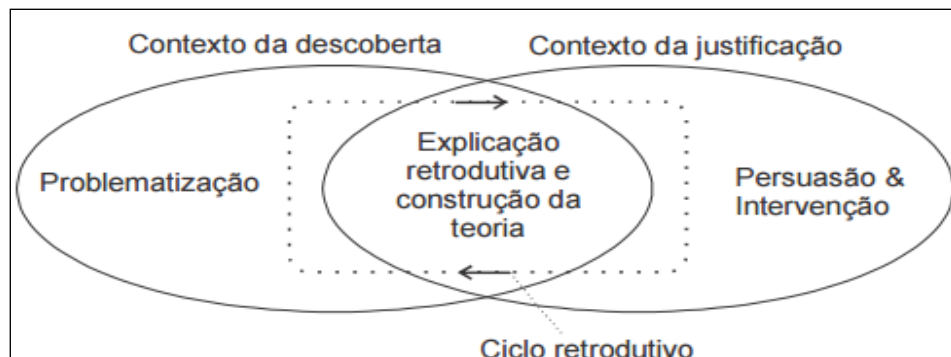 Contexto da descoberta
Contexto da justificação
Problematização
Explicação
retrodutiva e
construção da
teoria
Persuasão &
Intervenção
Ciclo retrodutivo